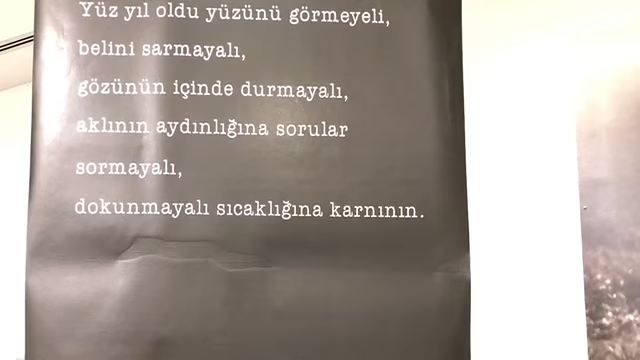 Yüz yıl oldu yüzünü görmeyeli,
belini sarmayalı,
gözünün içinde durmayalı,
aklının aydınlığına sorular
sormayalı,
dokunmayalı sıcaklığına karnının.